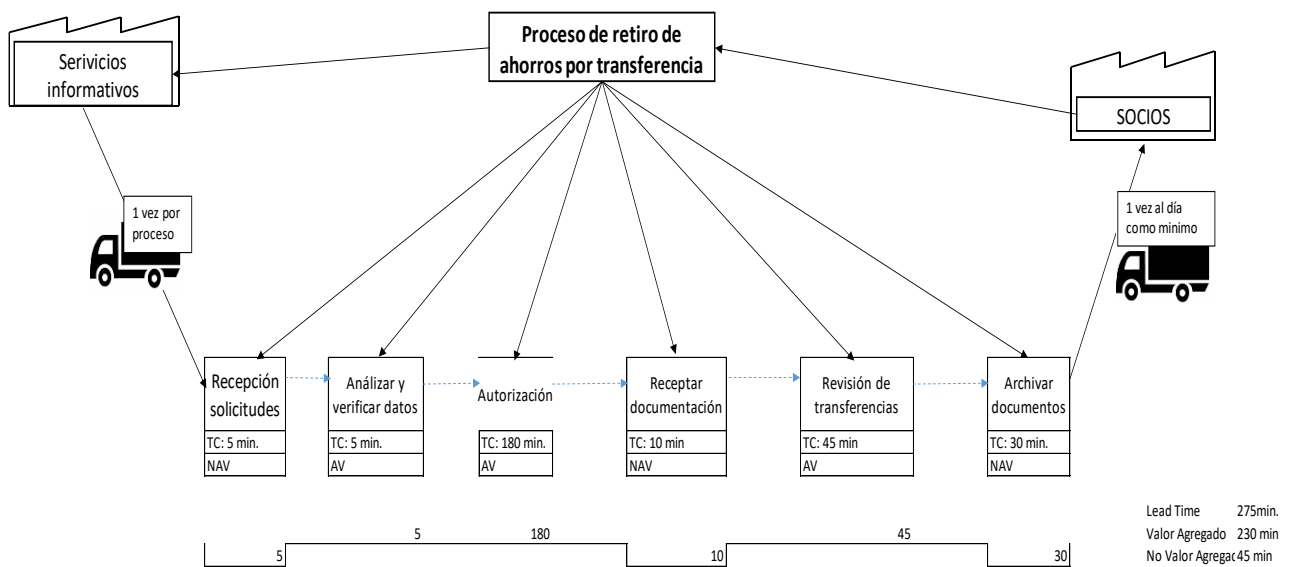 Proceso de retiro de
ahorros por transferencia
Serivicios
informativos
SOCIOS
1 vez por
proceso
1 vez al día
como minimo
Recepción
solicitudes
TC: 5 min.
NAV
Análizar y
verificar datos
TC: 5 min.
AV
Autorización
TC: 180 min.
AV
Receptar
documentación
TC: 10 min
NAV
Revisión de
transferencias
TC: 45 min
AV
Archivar
documentos
TC: 30 min.
NAV
5
5
180
10
45
30
Lead Time 275min.
Valor Agregado 230 min
No Valor Agregac 45 min